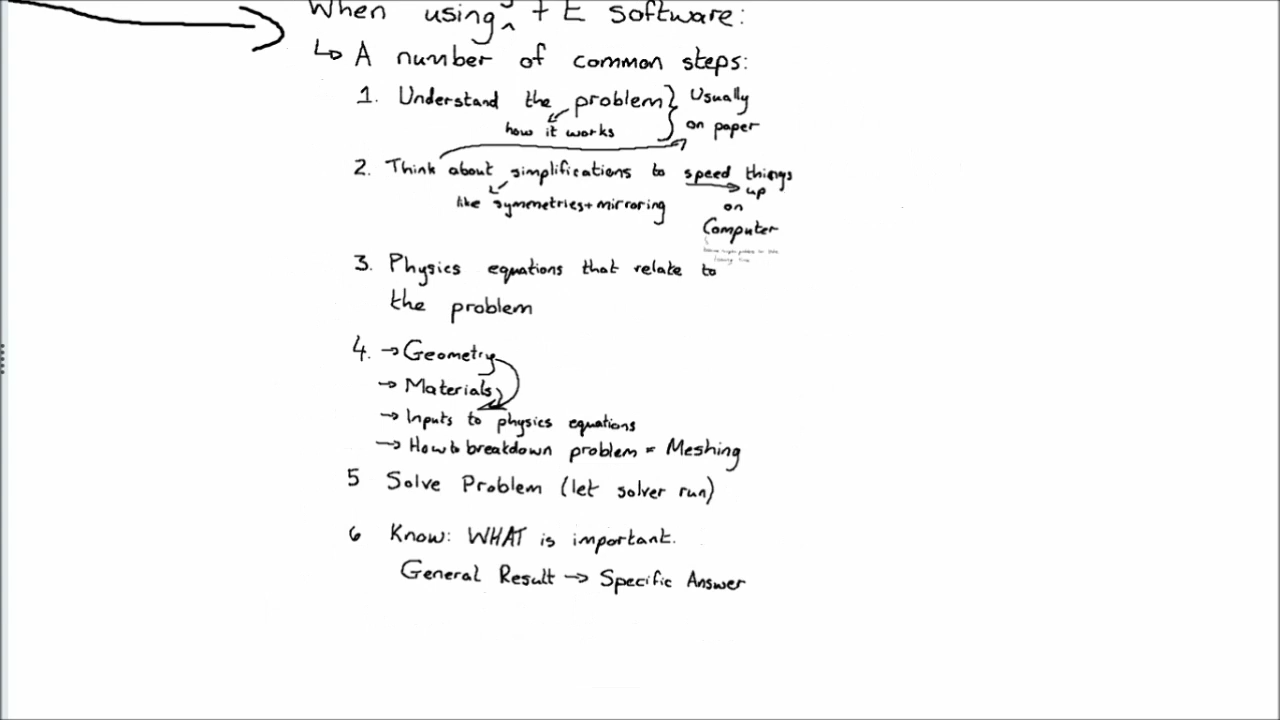 When using ^ FE software:
↳ A number of common steps:
1. Understand the problem } Usually
on paper
how it works
2. Think about simplifications to speed things
up
like symmetries + mirroring
on
Computer
3. Physics equations that relate to
the problem
4. → Geometry
→ Materials
→ Inputs to physics equations
→ How to breakdown problem = Meshing
5 Solve Problem (let solver run)
6 Know: WHAT is important.
General Result → Specific Answer